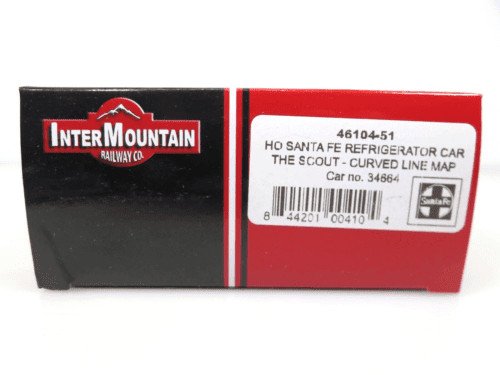 INTERMOUNTAIN
RAILWAY CO.
46104-51
HO SANTA FE REFRIGERATOR CAR
THE SCOUT - CURVED LINE MAP
Car no. 34664
8 44201 00410 4
Santa Fe